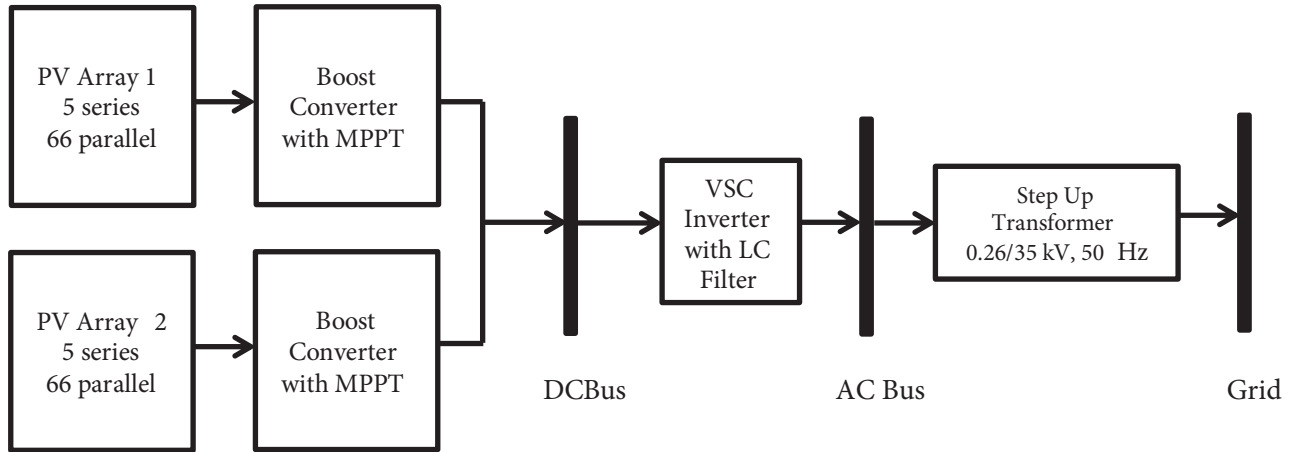 PV Array 1
5 series
66 parallel
Boost
Converter
with MPPT
PV Array 2
5 series
66 parallel
Boost
Converter
with MPPT
DCBus
VSC
Inverter
with LC
Filter
AC Bus
Step Up
Transformer
0.26/35 kV, 50 Hz
Grid